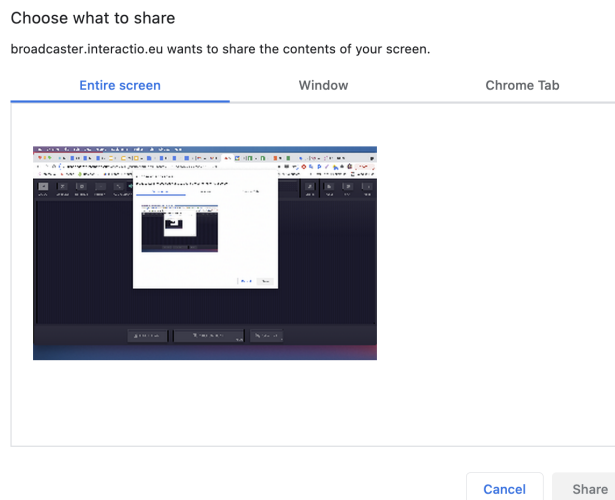 Choose what to share
broadcaster.interactio.eu wants to share the contents of your screen.
Entire screen
Window
Chrome Tab
Cancel
Share